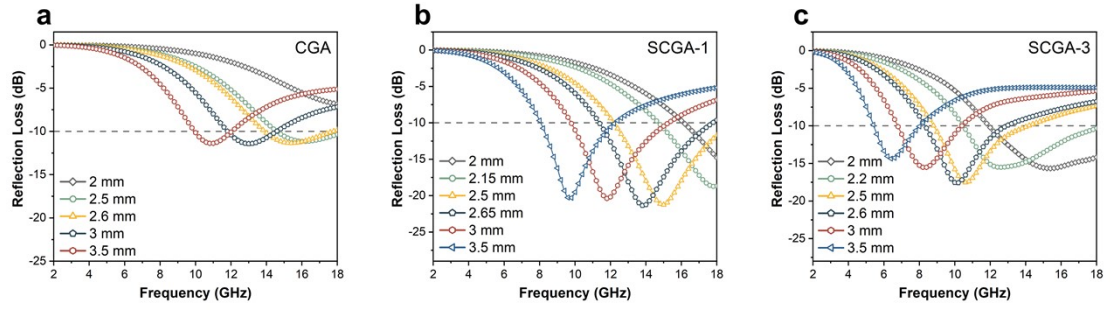 a
CGA
Reflection Loss (dB)
0
-5
-10
-15
-20
-25
2 mm
2.5 mm
2.6 mm
3 mm
3.5 mm
2 4 6 8 10 12 14 16 18
Frequency (GHz)
b
SCGA-1
Reflection Loss (dB)
0
-5
-10
-15
-20
-25
2 mm
2.15 mm
2.5 mm
2.65 mm
3 mm
3.5 mm
2 4 6 8 10 12 14 16 18
Frequency (GHz)
c
SCGA-3
Reflection Loss (dB)
0
-5
-10
-15
-20
-25
2 mm
2.2 mm
2.5 mm
2.6 mm
3 mm
3.5 mm
2 4 6 8 10 12 14 16 18
Frequency (GHz)